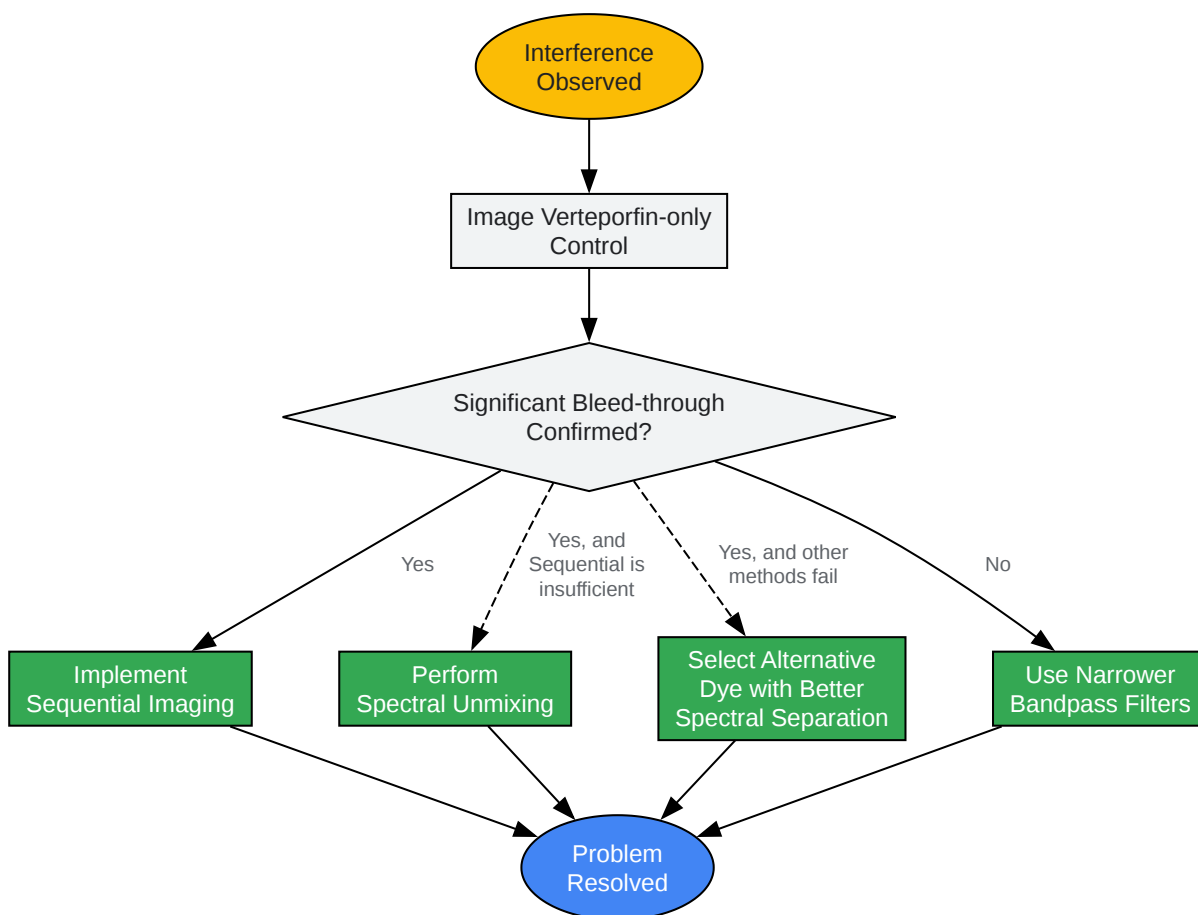 Interference
Observed
Image Verteporfin-only
Control
Significant Bleed-through
Confirmed?
Yes
Yes, and
Sequential is
insufficient
Yes, and other
methods fail
No
Implement
Sequential Imaging
Perform
Spectral Unmixing
Select Alternative
Dye with Better
Spectral Separation
Use Narrower
Bandpass Filters
Problem
Resolved